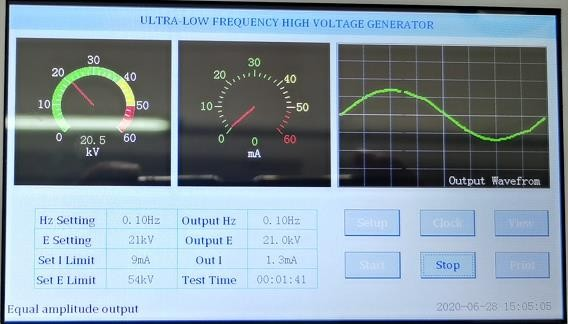 ULTRA-LOW FREQUENCY HIGH VOLTAGE GENERATOR
0 10 20 30 40 50 60
20.5
kV
0 10 20 30 40 50 60
0
mA
Output Wavefrom
Hz Setting 0.10Hz Output Hz 0.10Hz
E Setting 21kV Output E 21.0kV
Set I Limit 9mA Out I 1.3mA
Set E Limit 54kV Test Time 00:01:41
Setup Clock View
Start Stop Print
Equal amplitude output 2020-06-28 15:05:05